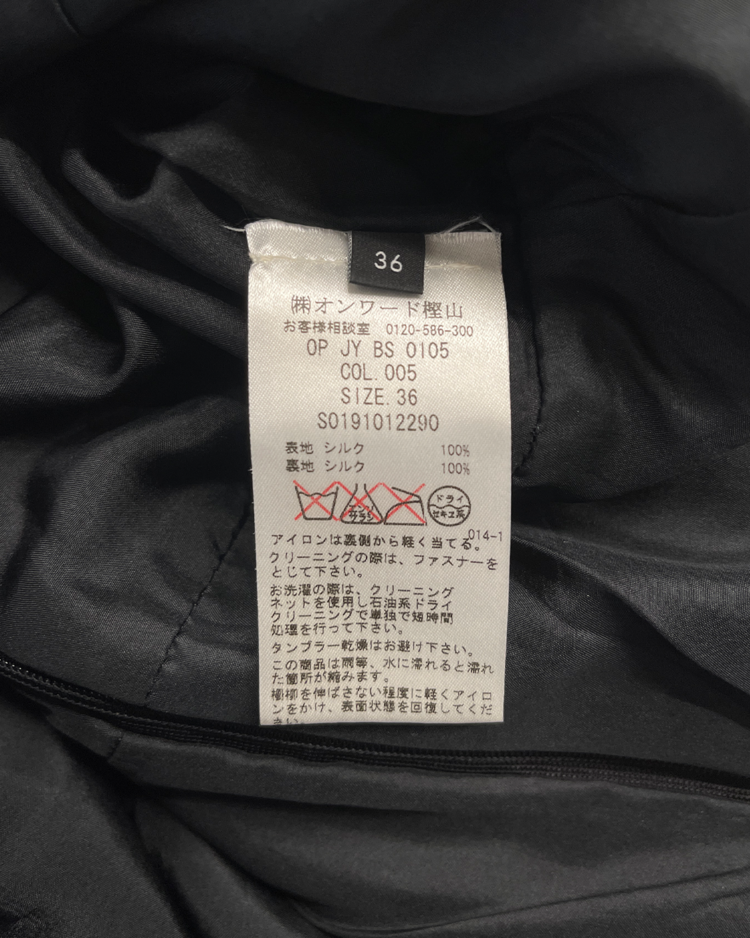 36
㈱オンワード樫山
お客様相談室 0120-586-300
OP JY BS 0105
COL.005
SIZE.36
S0191012290
表地 シルク 100%
裏地 シルク 100%
エンソ サラシ ドライ セキユ系
014-1
アイロンは裏側から軽く当てる。
クリーニングの際は、ファスナーを
とじて下さい。
お洗濯の際は、クリーニング
ネットを使用し石油系ドライ
クリーニングで単独で短時間
処理を行って下さい。
タンブラー乾燥はお避け下さい。
この商品は雨等、水に濡れると濡れ
た箇所が縮みます。
楊柳を伸ばさない程度に軽くアイロ
ンをかけ、表面状態を回復してくだ
さい。